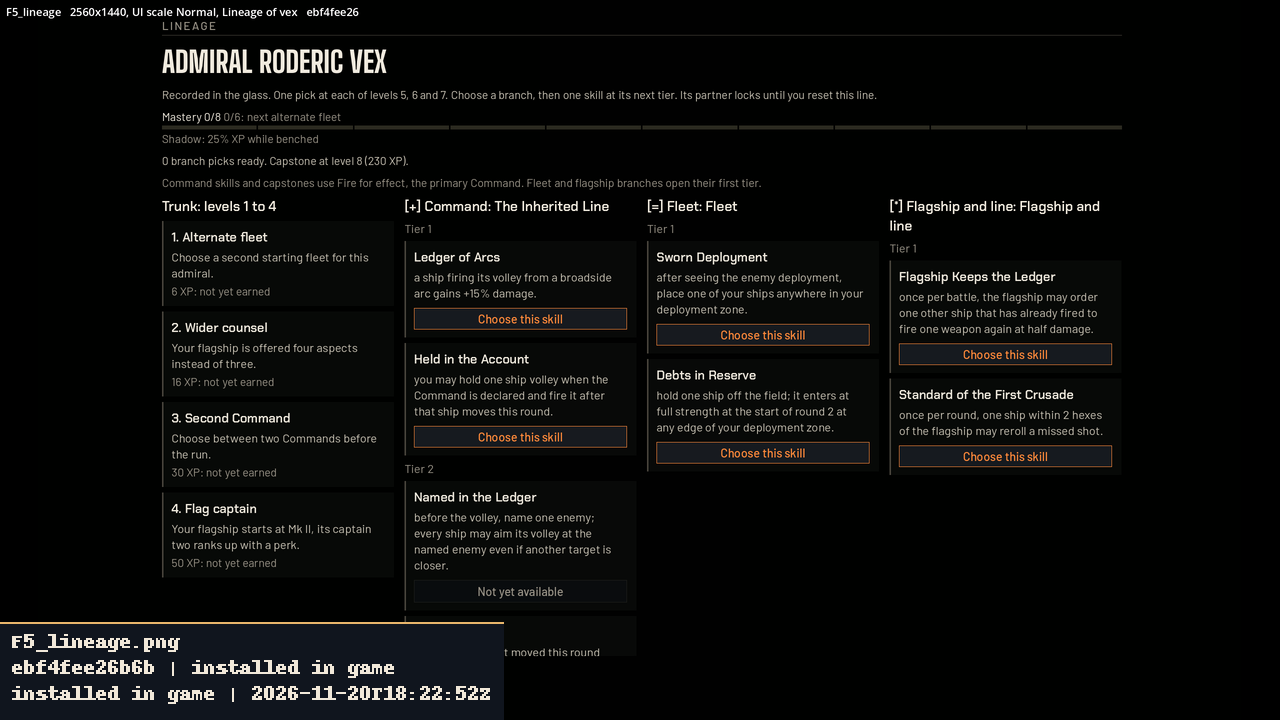 F5_lineage   2560x1440, UI scale Normal, Lineage of vex   ebf4fee26
LINEAGE
ADMIRAL RODERIC VEX
Recorded in the glass. One pick at each of levels 5, 6 and 7. Choose a branch, then one skill at its next tier. Its partner locks until you reset this line.
Mastery 0/8 0/6: next alternate fleet
Shadow: 25% XP while benched
0 branch picks ready. Capstone at level 8 (230 XP).
Command skills and capstones use Fire for effect, the primary Command. Fleet and flagship branches open their first tier.
Trunk: levels 1 to 4
1. Alternate fleet
Choose a second starting fleet for this
admiral.
6 XP: not yet earned
2. Wider counsel
Your flagship is offered four aspects
instead of three.
16 XP: not yet earned
3. Second Command
Choose between two Commands before
the run.
30 XP: not yet earned
4. Flag captain
Your flagship starts at Mk II, its captain
two ranks up with a perk.
50 XP: not yet earned
[+] Command: The Inherited Line
Tier 1
Ledger of Arcs
a ship firing its volley from a broadside
arc gains +15% damage.
Choose this skill
Held in the Account
you may hold one ship volley when the
Command is declared and fire it after
that ship moves this round.
Choose this skill
Tier 2
Named in the Ledger
before the volley, name one enemy;
every ship may aim its volley at the
named enemy even if another target is
closer.
Not yet available
t moved this round
[=] Fleet: Fleet
Tier 1
Sworn Deployment
after seeing the enemy deployment,
place one of your ships anywhere in your
deployment zone.
Choose this skill
Debts in Reserve
hold one ship off the field; it enters at
full strength at the start of round 2 at
any edge of your deployment zone.
Choose this skill
[*] Flagship and line: Flagship and
line
Tier 1
Flagship Keeps the Ledger
once per battle, the flagship may order
one other ship that has already fired to
fire one weapon again at half damage.
Choose this skill
Standard of the First Crusade
once per round, one ship within 2 hexes
of the flagship may reroll a missed shot.
Choose this skill
F5_lineage.png
ebf4fee26b6b | installed in game
installed in game | 2026-11-20T18:22:52Z